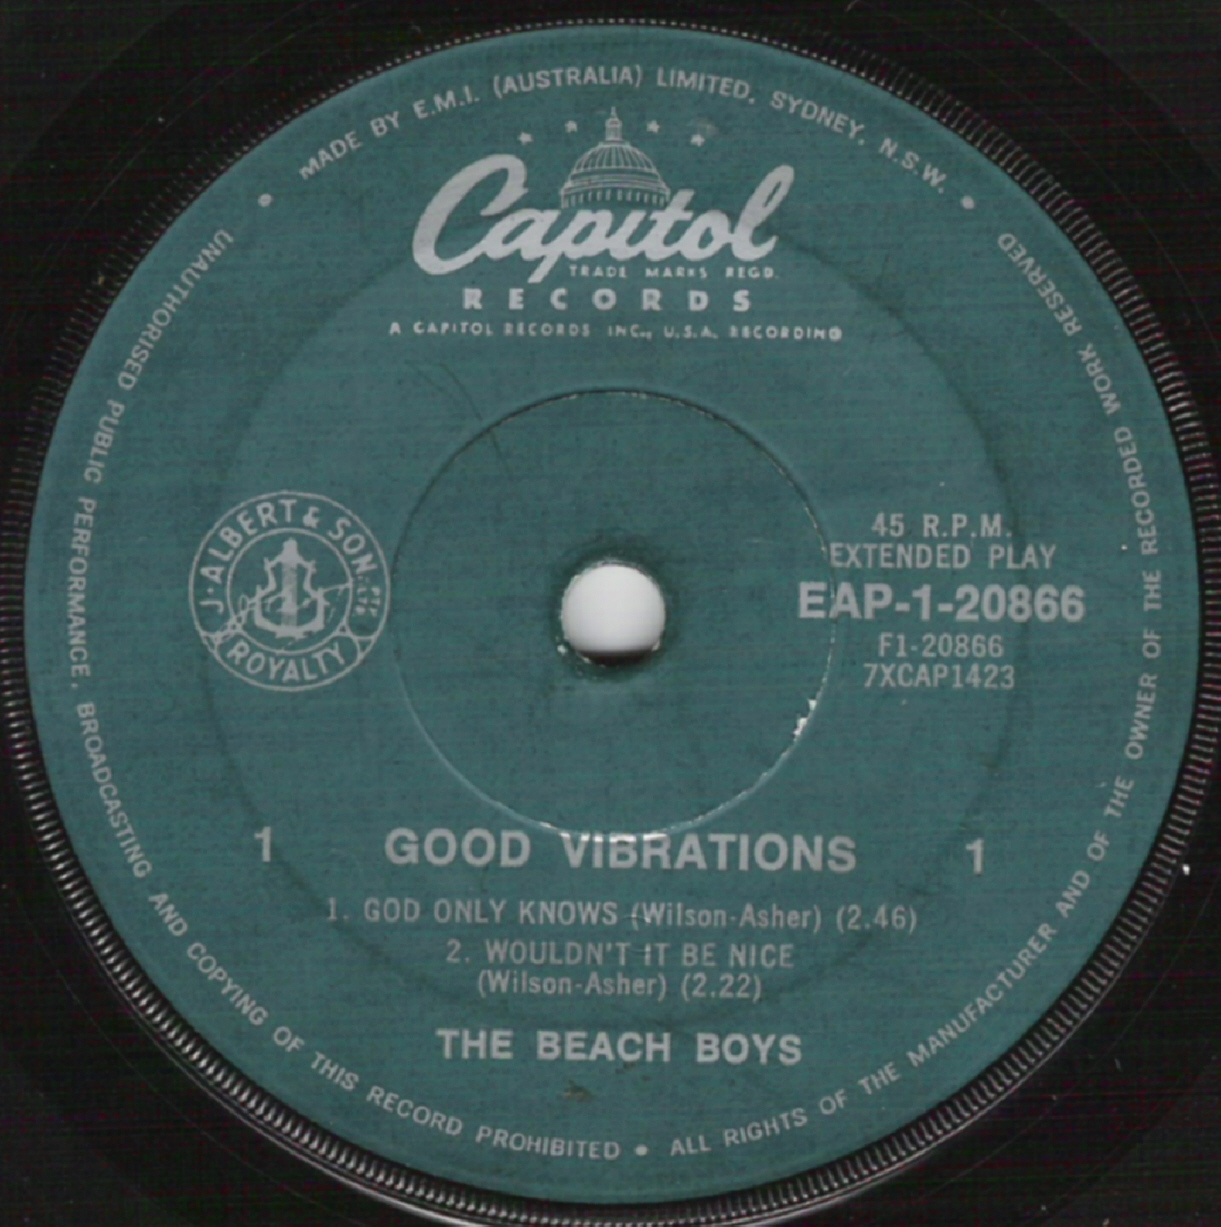 MADE BY E.M.I. (AUSTRALIA) LIMITED, SYDNEY, N.S.W.
Capitol
TRADE MARKS REGD.
RECORDS
A CAPITOL RECORDS INC., U.S.A. RECORDING
J. ALBERT & SON PTY. LTD.
ROYALTY
45 R.P.M.
EXTENDED PLAY
EAP-1-20866
F1-20866
7XCAP1423
1 GOOD VIBRATIONS 1
1. GOD ONLY KNOWS (Wilson-Asher) (2.46)
2. WOULDN'T IT BE NICE
(Wilson-Asher) (2.22)
THE BEACH BOYS
UNAUTHORISED PUBLIC PERFORMANCE, BROADCASTING AND COPYING OF THIS RECORD PROHIBITED • ALL RIGHTS OF THE MANUFACTURER AND OF THE OWNER OF THE RECORDED WORK RESERVED